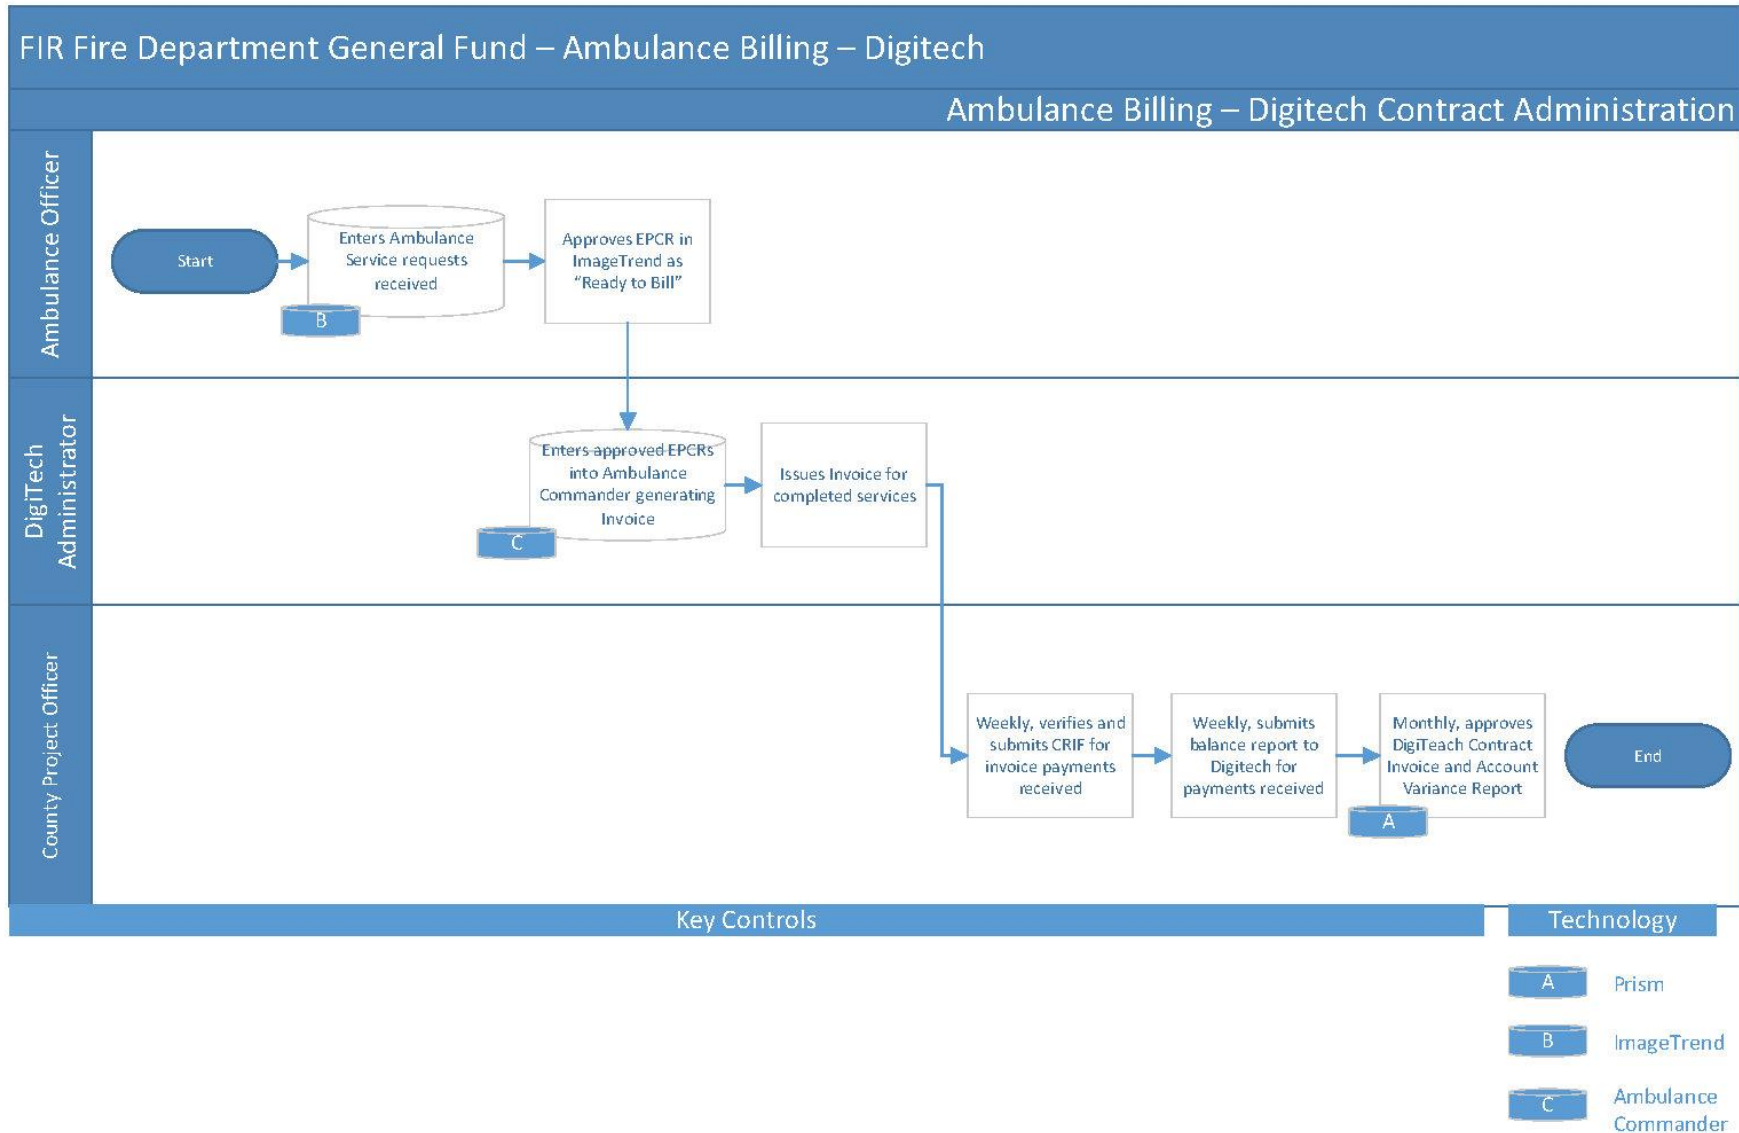 FIR Fire Department General Fund – Ambulance Billing – Digitech
Ambulance Billing – Digitech Contract Administration
Ambulance Officer
Start
Enters Ambulance
Service requests
received
B
Approves EPCR in
ImageTrend as
“Ready to Bill”
DigiTech
Administrator
Enters approved EPCRs
into Ambulance
Commander generating
Invoice
C
Issues Invoice for
completed services
County Project Officer
Weekly, verifies and
submits CRIF for
invoice payments
received
Weekly, submits
balance report to
Digitech for
payments received
Monthly, approves
DigiTeach Contract
Invoice and Account
Variance Report
A
End
Key Controls
Technology
A
Prism
B
ImageTrend
C
Ambulance
Commander